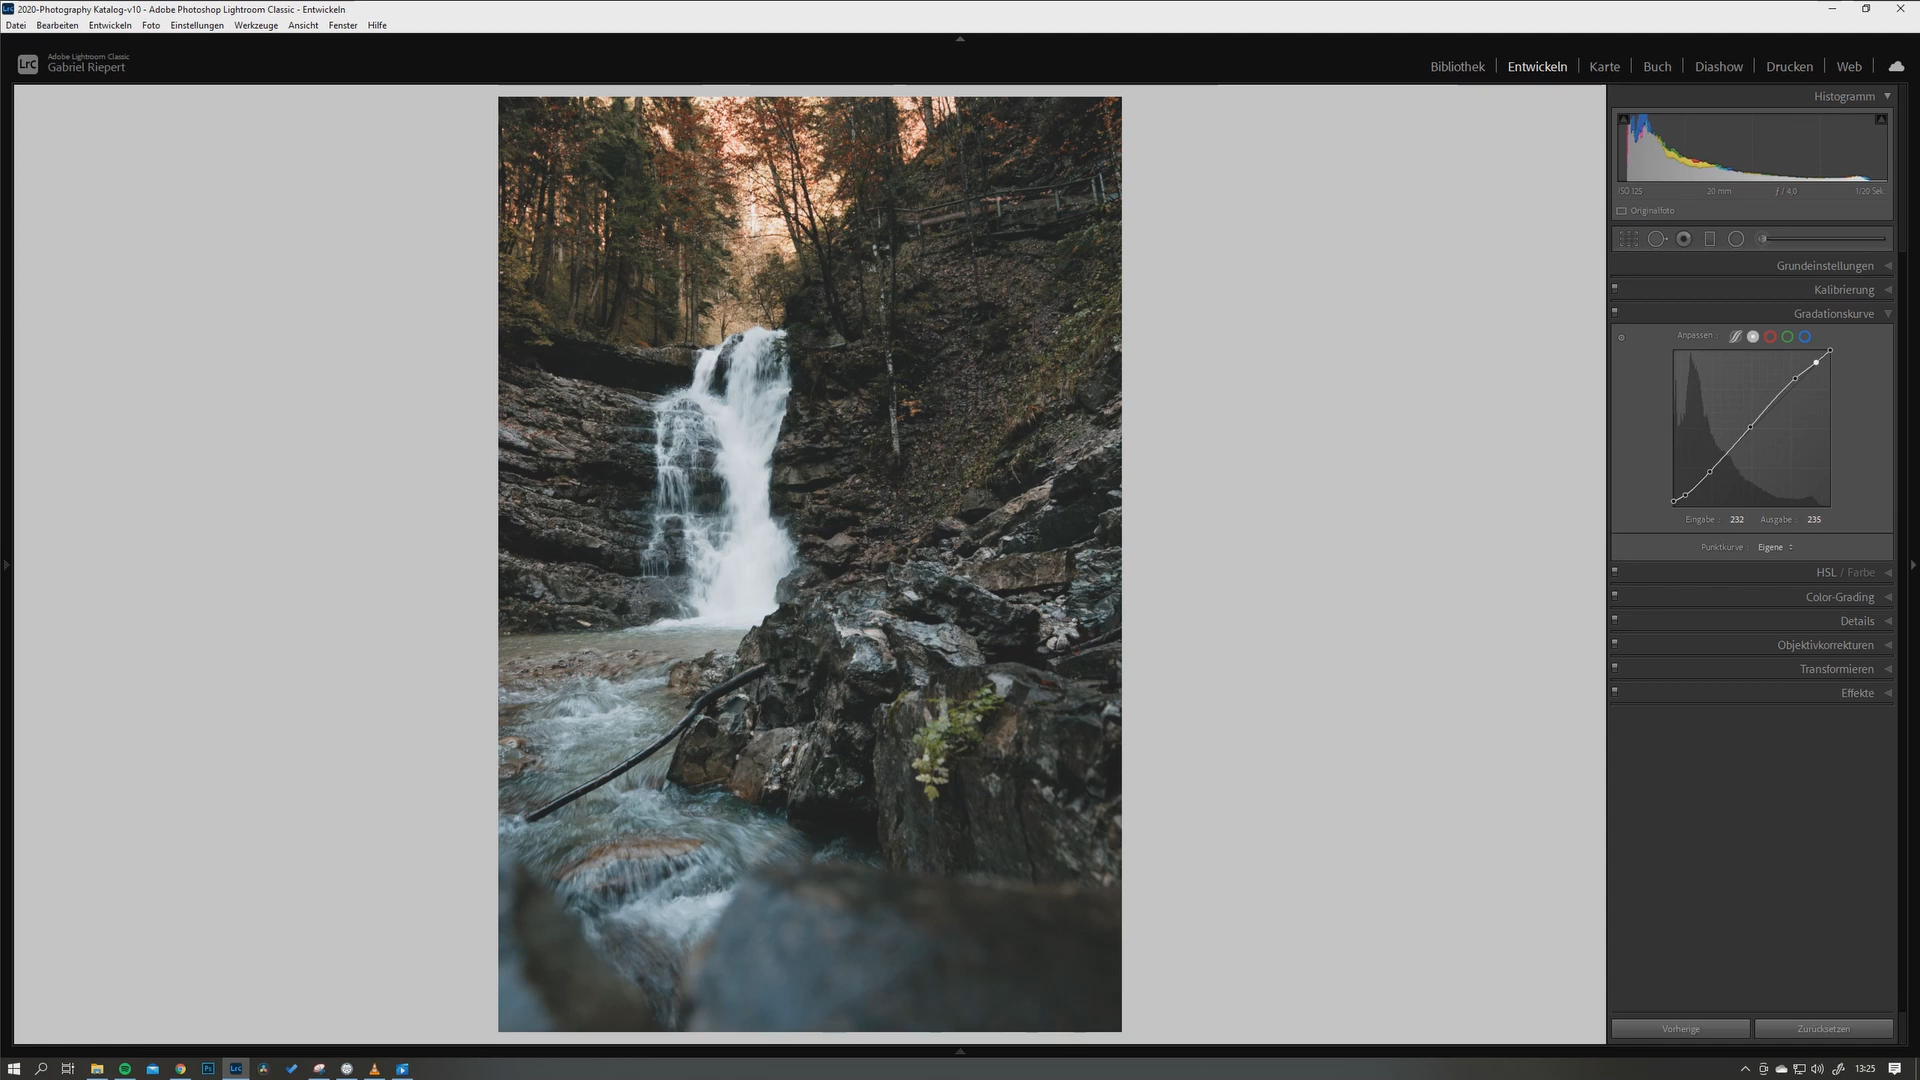 2020-Photography Katalog-v10 - Adobe Photoshop Lightroom Classic - Entwickeln
Datei Bearbeiten Entwickeln Foto Einstellungen Werkzeuge Ansicht Fenster Hilfe
LrC
Adobe Lightroom Classic
Gabriel Riepert
Bibliothek Entwickeln Karte Buch Diashow Drucken Web
Histogramm
ISO 125 20 mm ƒ / 4,0 1/20 Sek.
Originalfoto
Grundeinstellungen
Kalibrierung
Gradationskurve
Anpassen :
Eingabe : 232 Ausgabe : 235
Punktkurve : Eigene
HSL / Farbe
Color-Grading
Details
Objektivkorrekturen
Transformieren
Effekte
Vorherige Zurücksetzen
Ps LrC
13:25